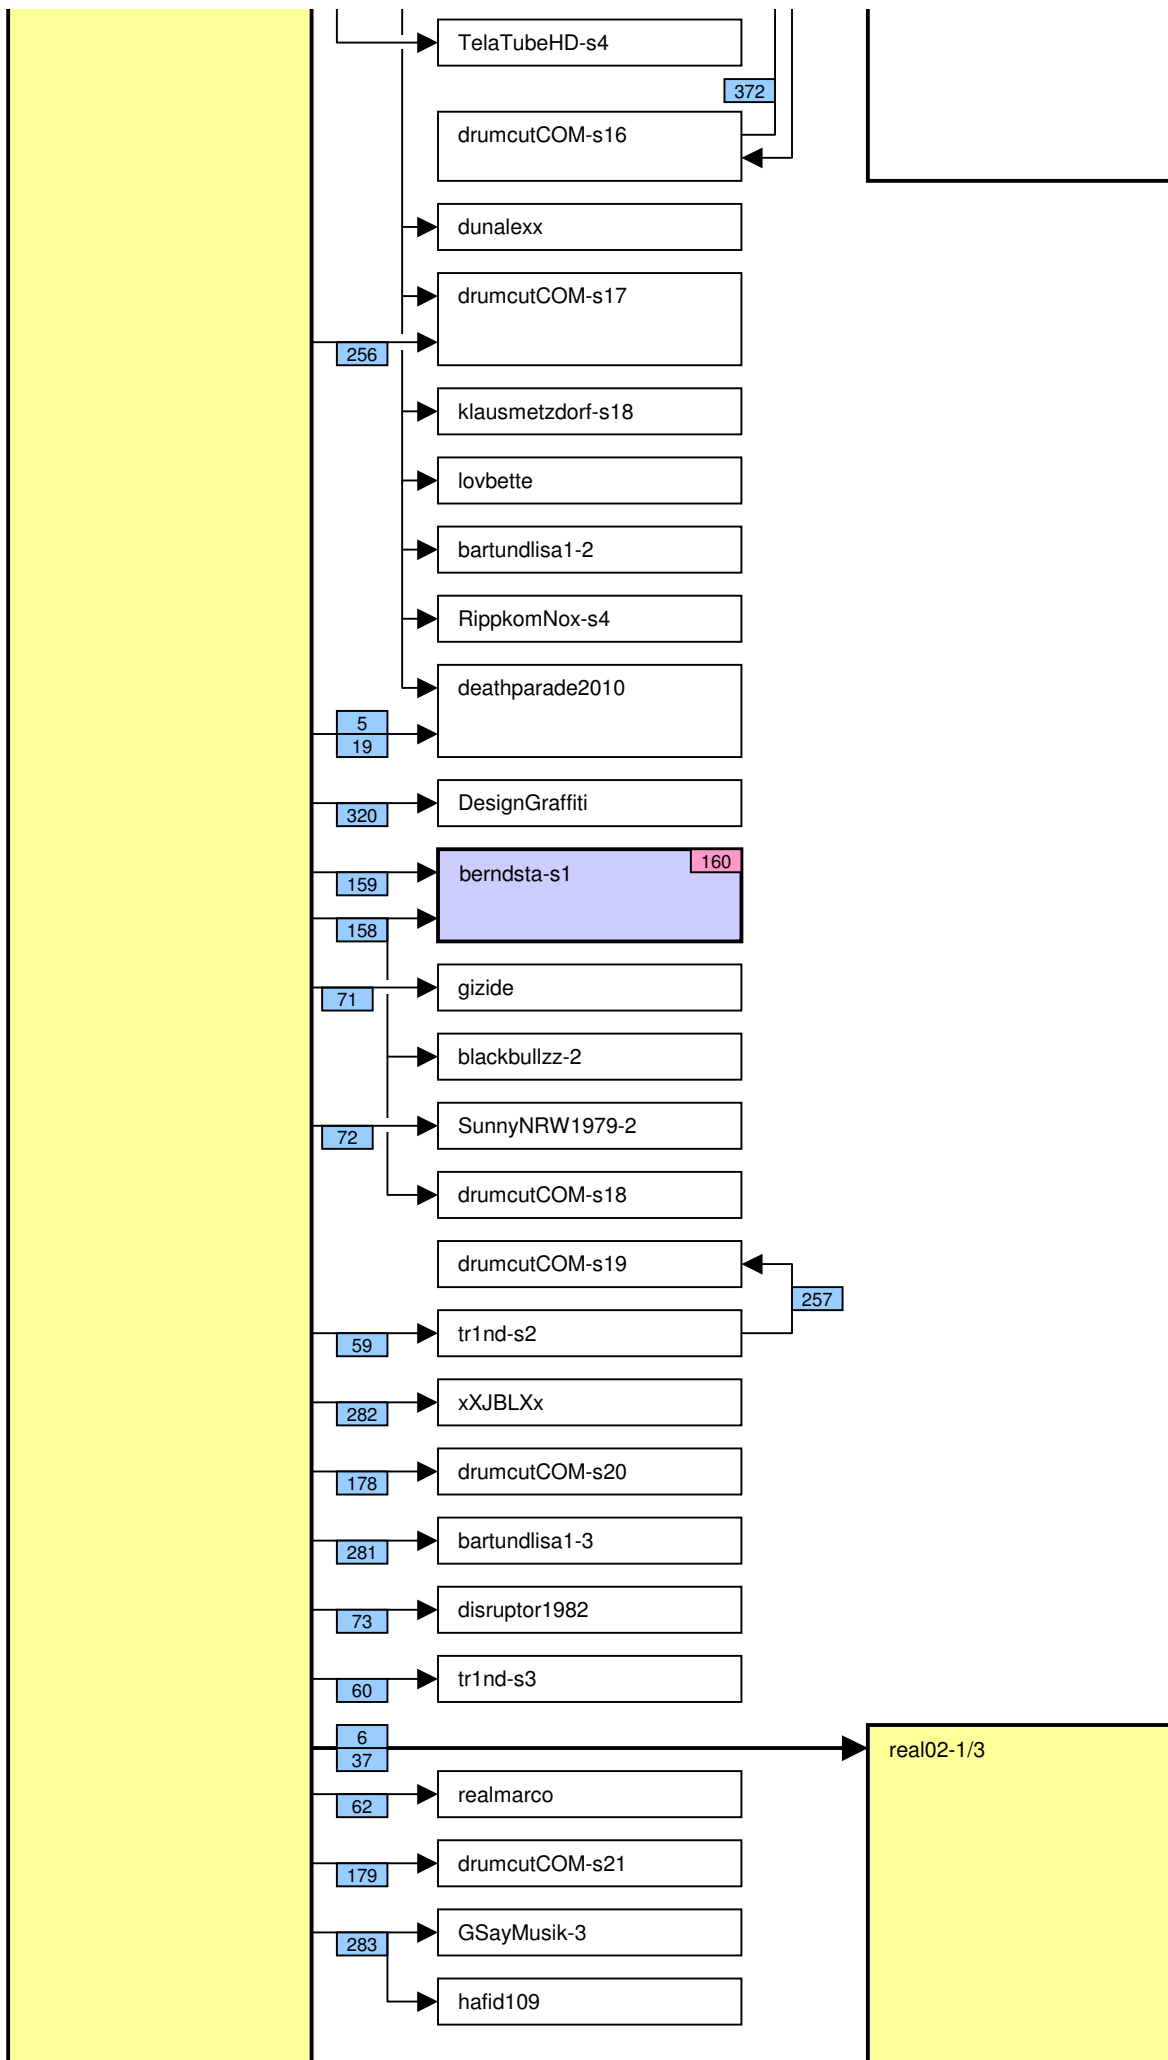 TelaTubeHD-s4
372
drumcutCOM-s16
dunalexx
drumcutCOM-s17
256
klausmetzdorf-s18
lovbette
bartundlisa1-2
RippkomNox-s4
deathparade2010
5
19
DesignGraffiti
320
berndsta-s1
160
159
158
gizide
71
blackbullzz-2
SunnyNRW1979-2
72
drumcutCOM-s18
drumcutCOM-s19
257
tr1nd-s2
59
xXJBLXx
282
drumcutCOM-s20
178
bartundlisa1-3
281
disruptor1982
73
tr1nd-s3
60
6
37
real02-1/3
realmarco
62
drumcutCOM-s21
179
GSayMusik-3
283
hafid109